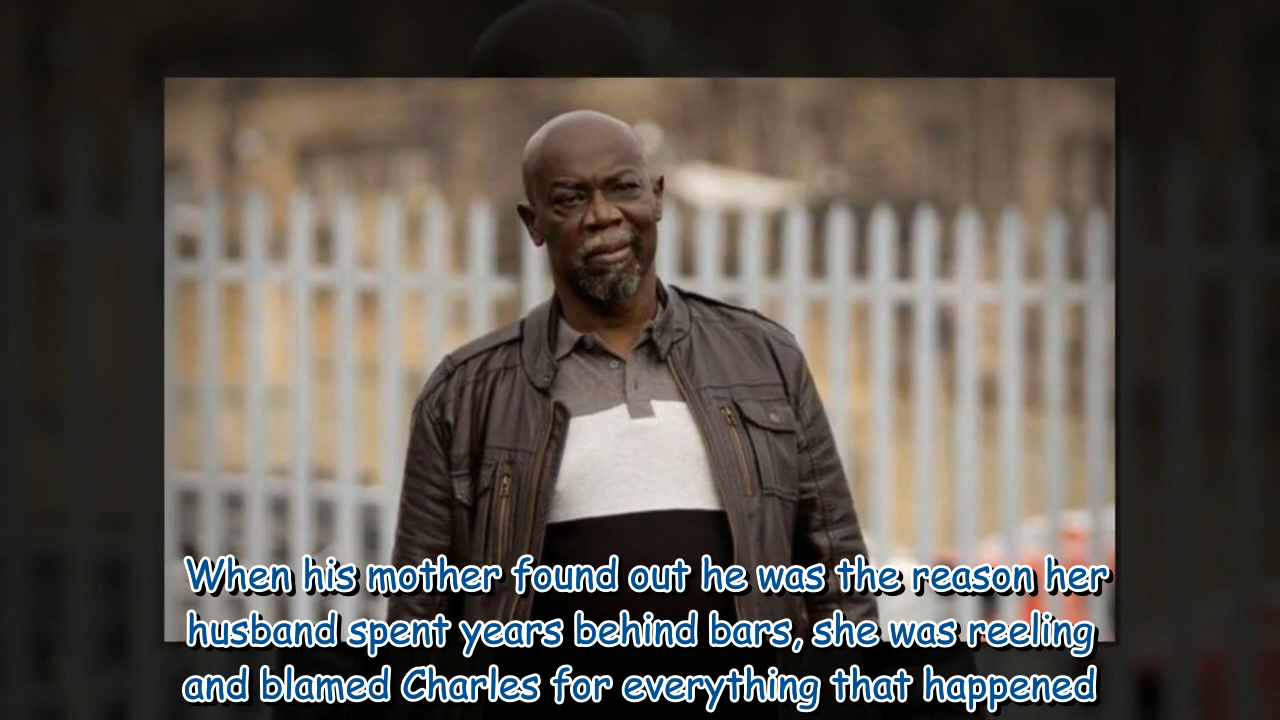 When his mother found out he was the reason her
husband spent years behind bars, she was reeling
and blamed Charles for everything that happened